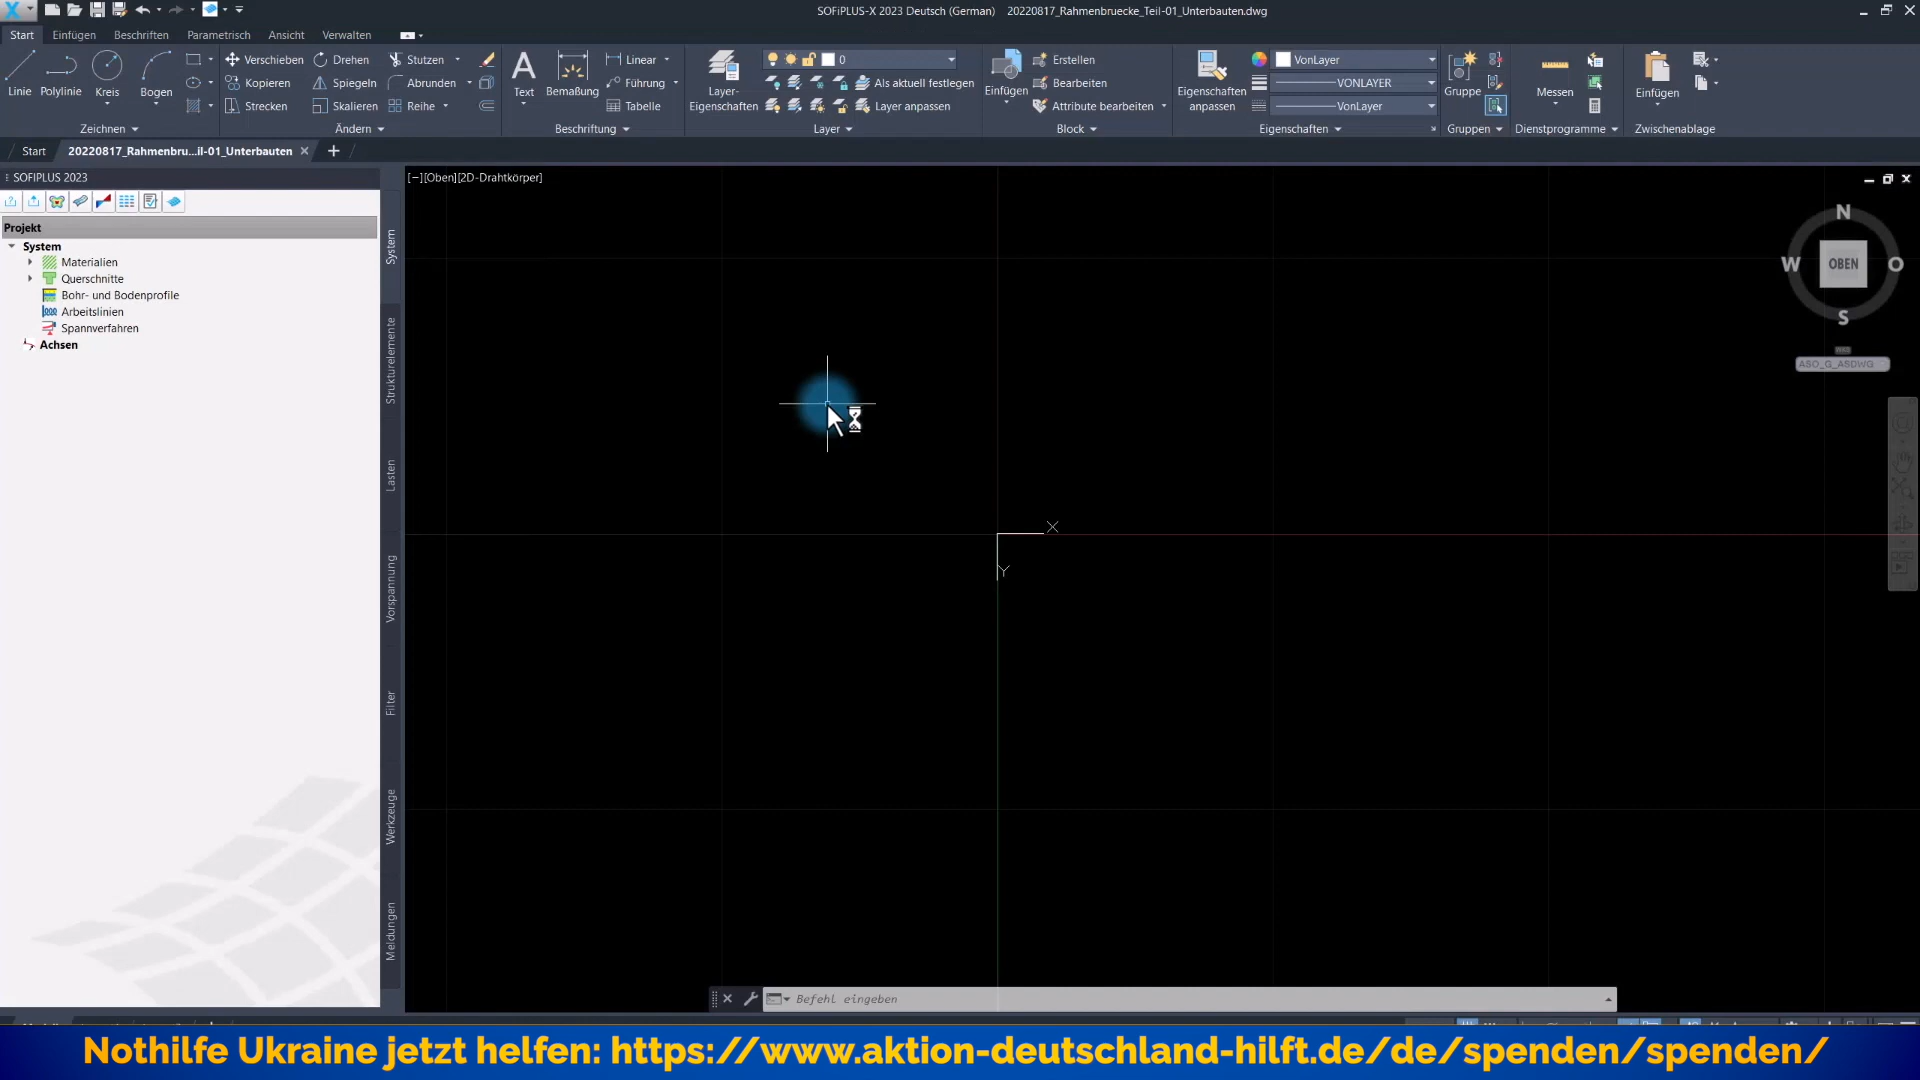 SOFiPLUS-X 2023 Deutsch (German) 20220817_Rahmenbruecke_Teil-01_Unterbauten.dwg
Start Einfügen Beschriften Parametrisch Ansicht Verwalten
Linie Polylinie Kreis Bogen
Verschieben Drehen Stutzen
Kopieren Spiegeln Abrunden
Strecken Skalieren Reihe
Text Bemaßung
Linear
Führung
Tabelle
Layer-
Eigenschaften
0
Als aktuell festlegen
Layer anpassen
Einfügen
Erstellen
Bearbeiten
Attribute bearbeiten
Eigenschaften
anpassen
VonLayer
VONLAYER
VonLayer
Gruppe
Messen
Einfügen
Zeichnen Ändern Beschriftung Layer Block Eigenschaften Gruppen Dienstprogramme Zwischenablage
Start 20220817_Rahmenbru...il-01_Unterbauten
SOFiPLUS 2023
[−][Oben][2D-Drahtkörper]
Projekt
System
Materialien
Querschnitte
Bohr- und Bodenprofile
Arbeitslinien
Spannverfahren
Achsen
System
Strukturelemente
Lasten
Vorspannung
Filter
Werkzeuge
Meldungen
N
W OBEN O
S
ASO_G_ASDWG
X
Y
Befehl eingeben
Nothilfe Ukraine jetzt helfen: https://www.aktion-deutschland-hilft.de/de/spenden/spenden/